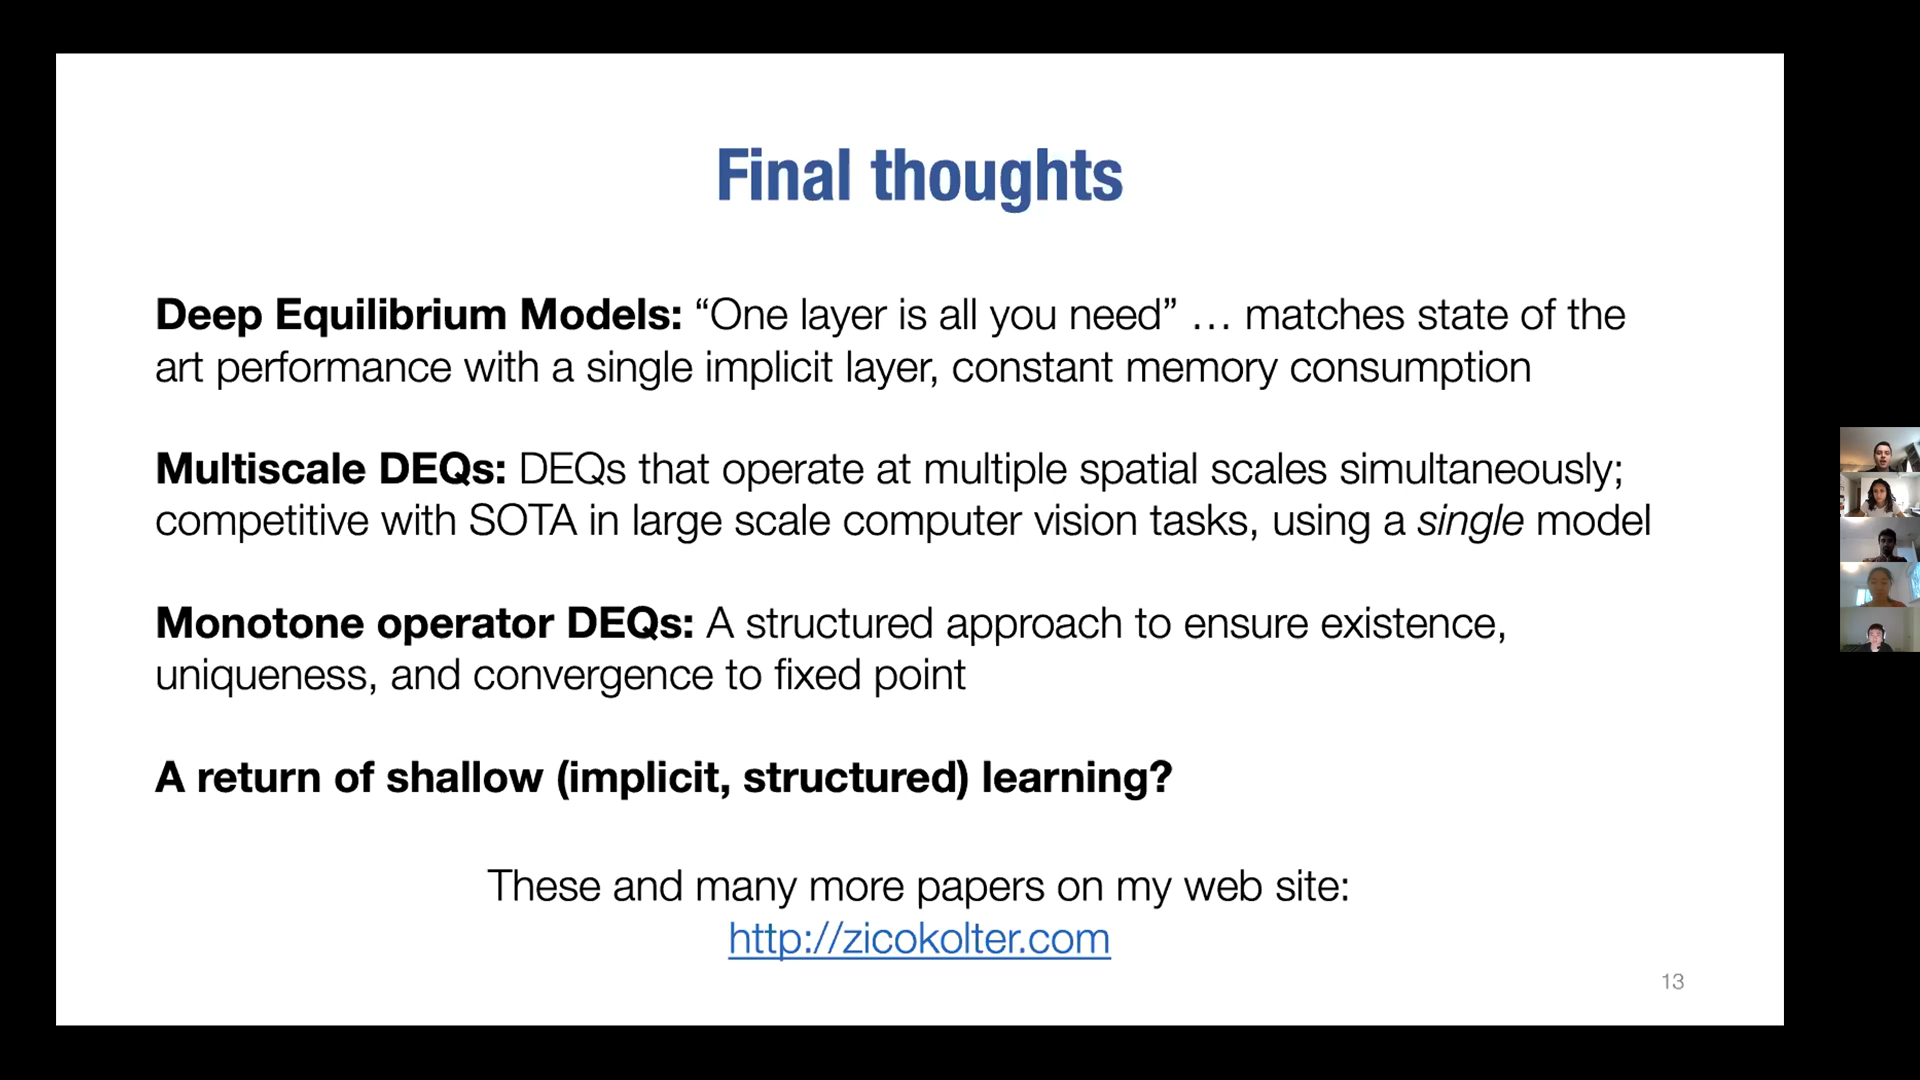 Final thoughts
Deep Equilibrium Models: “One layer is all you need” … matches state of the
art performance with a single implicit layer, constant memory consumption
Multiscale DEQs: DEQs that operate at multiple spatial scales simultaneously;
competitive with SOTA in large scale computer vision tasks, using a single model
Monotone operator DEQs: A structured approach to ensure existence,
uniqueness, and convergence to fixed point
A return of shallow (implicit, structured) learning?
These and many more papers on my web site:
http://zicokolter.com
13